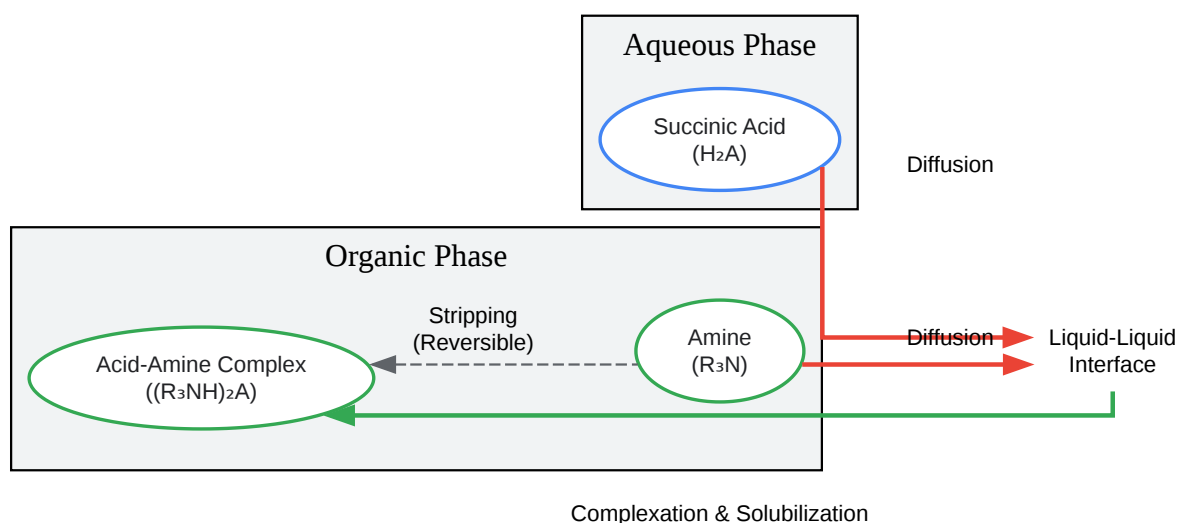 Aqueous Phase
Succinic Acid
(H₂A)
Diffusion
Organic Phase
Stripping
(Reversible)
Amine
(R₃N)
Diffusion
Liquid-Liquid
Interface
Acid-Amine Complex
((R₃NH)₂A)
Complexation & Solubilization